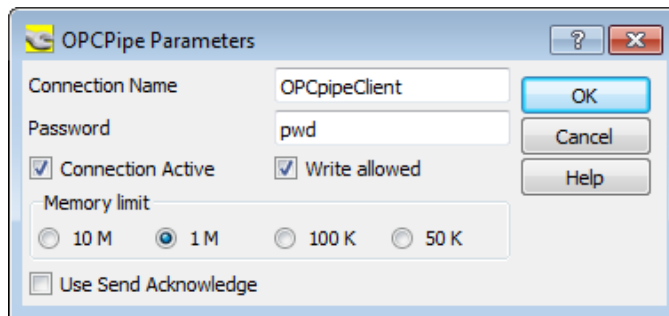 OPCPipe Parameters
Connection Name OPCpipeClient OK
Password pwd Cancel
Connection Active Write allowed Help
Memory limit
10 M 1 M 100 K 50 K
Use Send Acknowledge